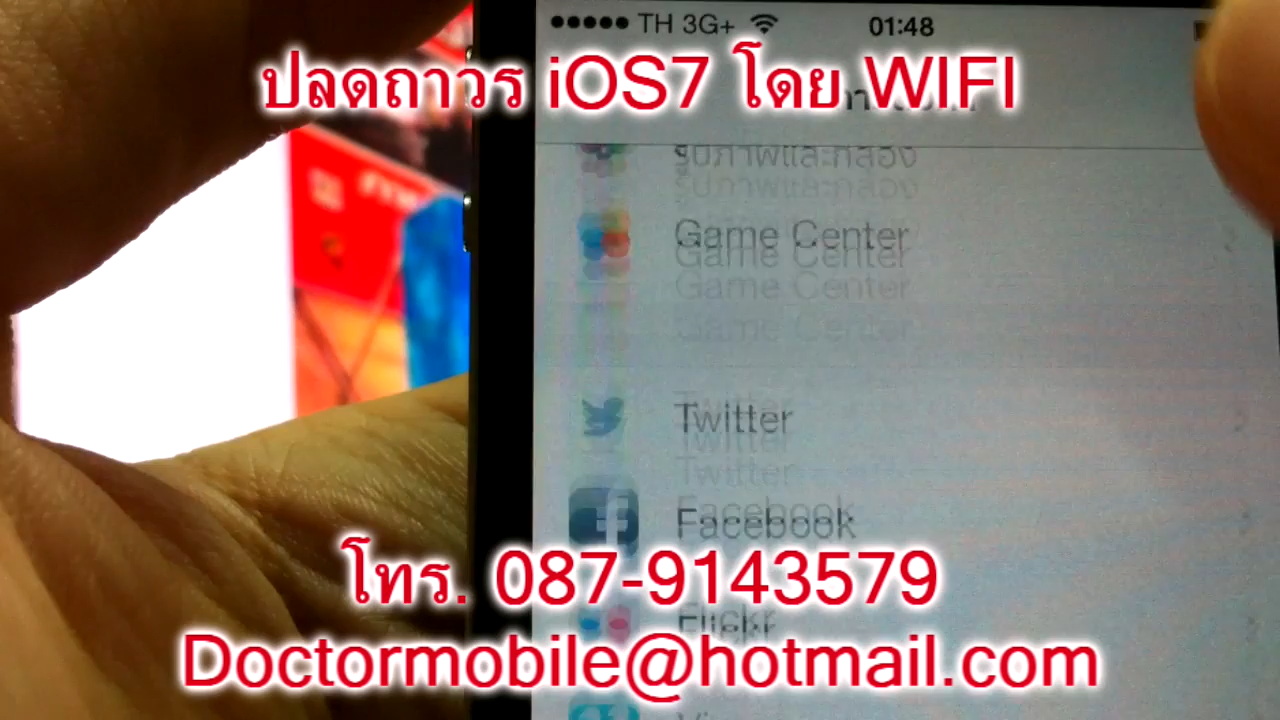 TH 3G+ 01:48
ปลดถาวร iOS7 โดย WIFI
รูปภาพและกล้อง
Game Center
Twitter
Facebook
โทร. 087-9143579
Flickr
Doctormobile@hotmail.com